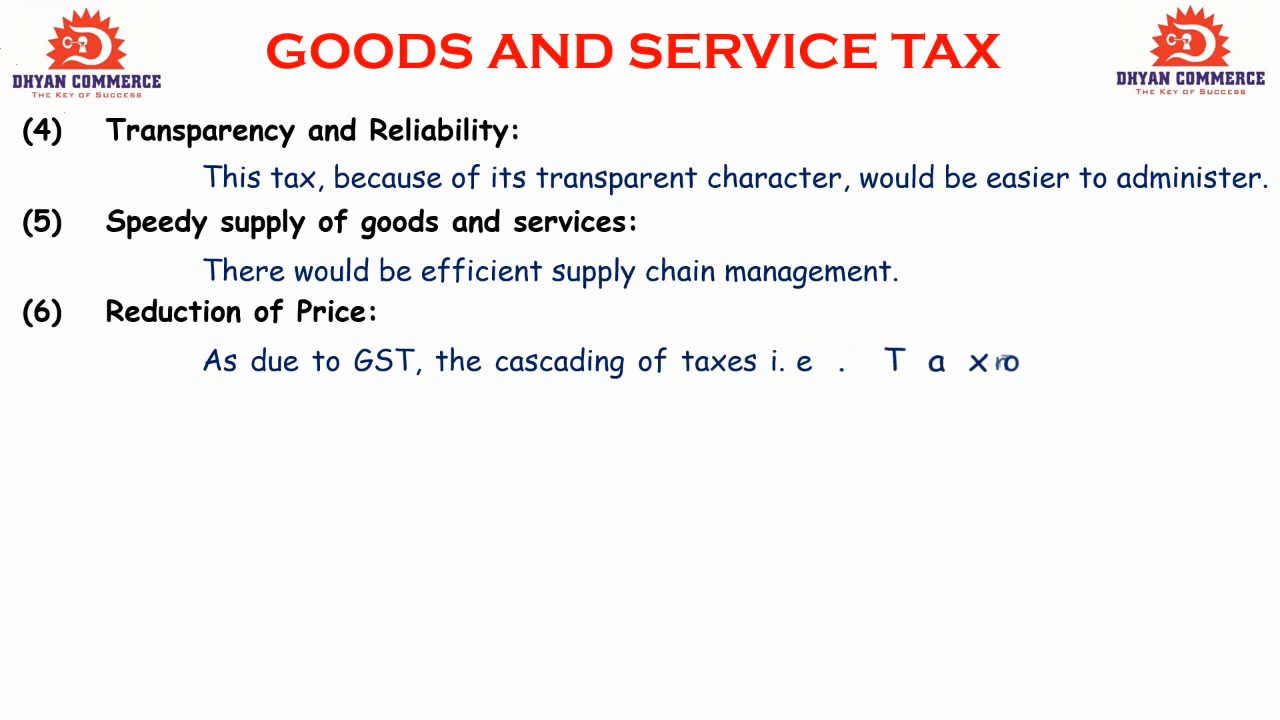 GOODS AND SERVICE TAX
DHYAN COMMERCE
The Key of Success
DHYAN COMMERCE
The Key of Success
(4) Transparency and Reliability:
This tax, because of its transparent character, would be easier to administer.
(5) Speedy supply of goods and services:
There would be efficient supply chain management.
(6) Reduction of Price:
As due to GST, the cascading of taxes i.e. Tax